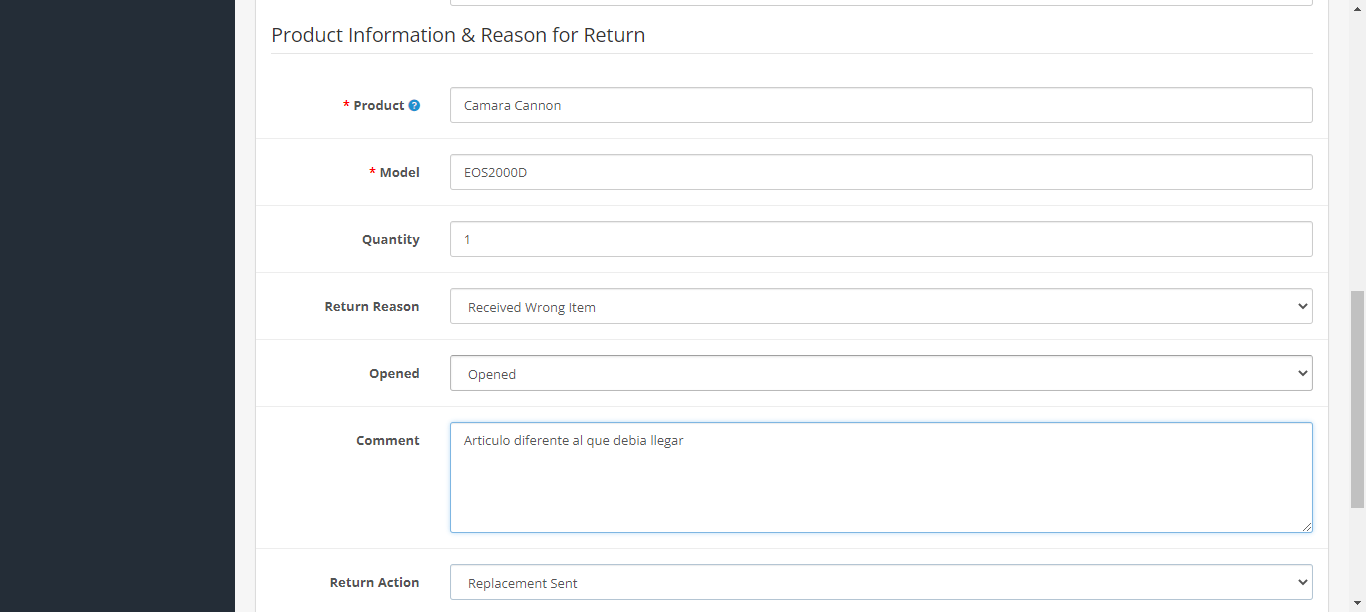 Product Information & Reason for Return
* Product ?
Camara Cannon
* Model
EOS2000D
Quantity
1
Return Reason
Received Wrong Item
Opened
Opened
Comment
Articulo diferente al que debia llegar
Return Action
Replacement Sent